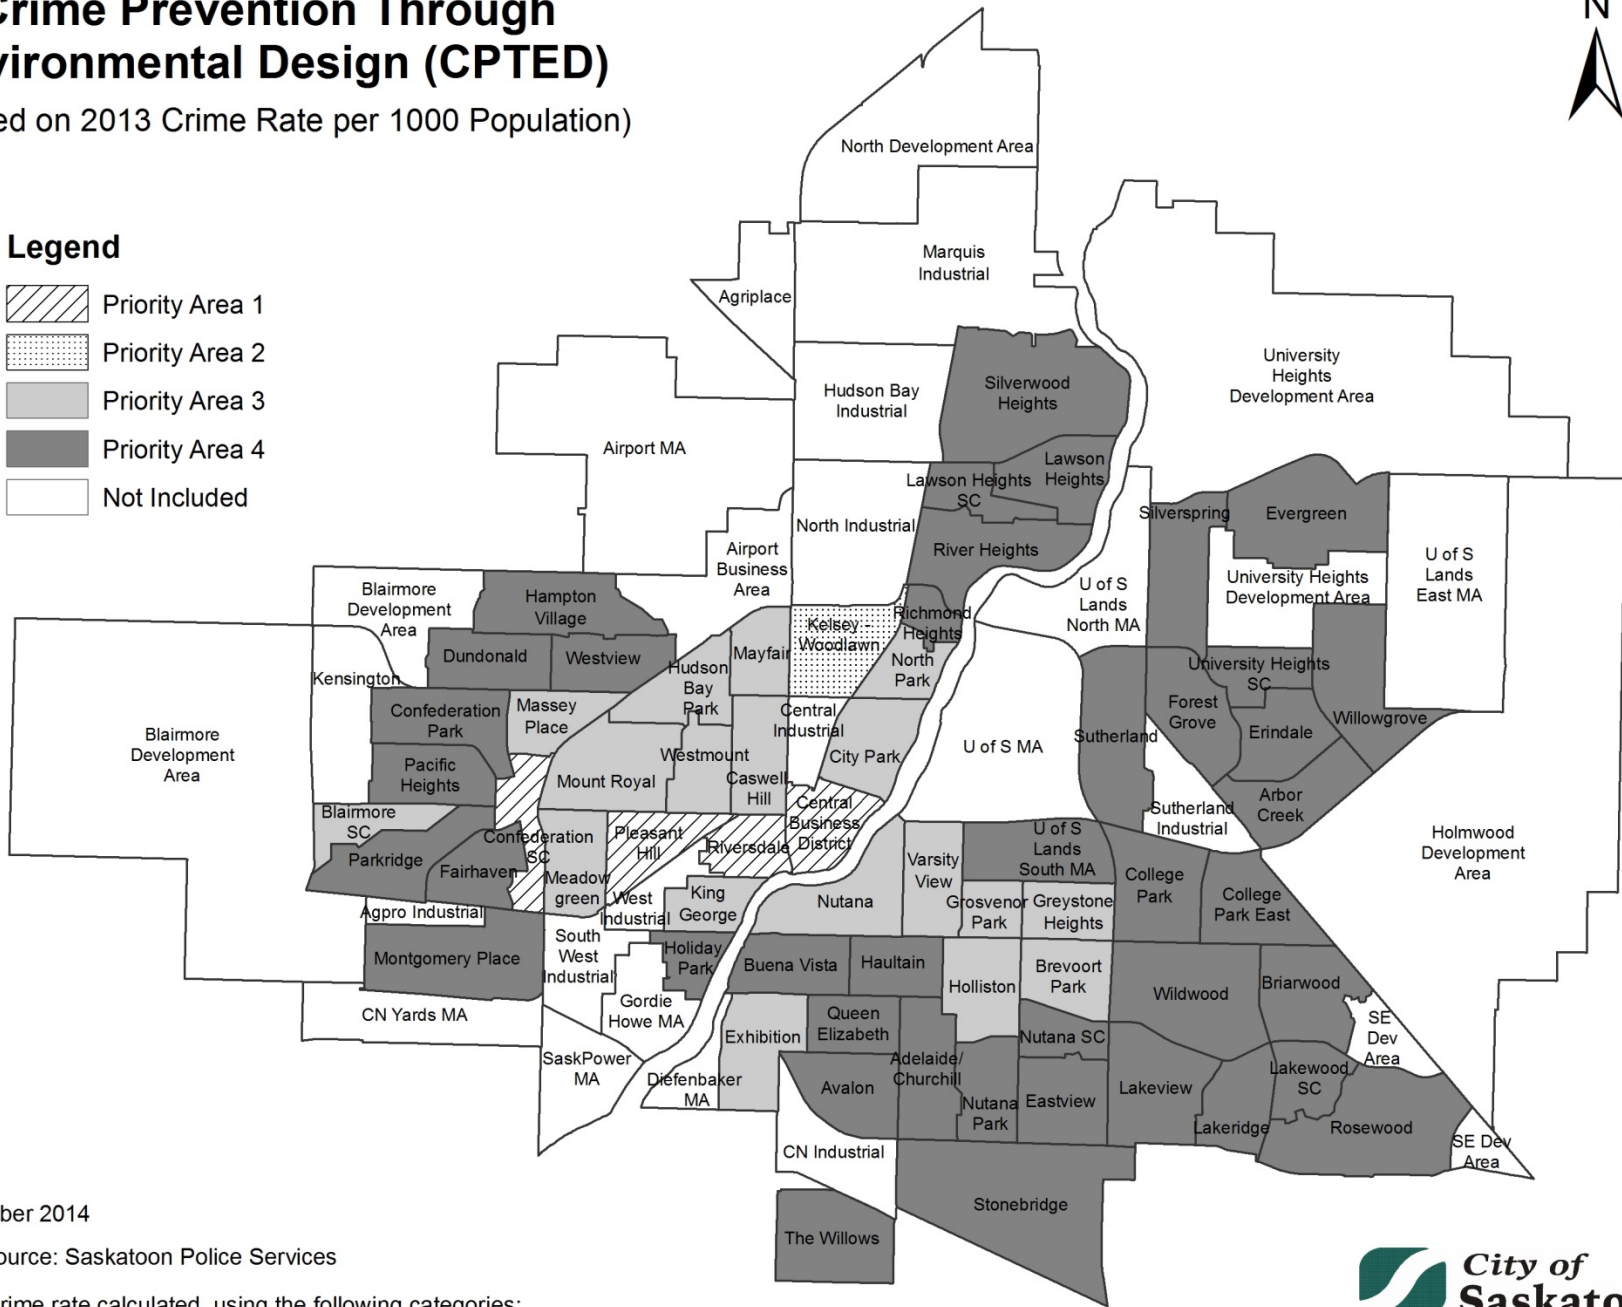 Crime Prevention Through
vironmental Design (CPTED)
ed on 2013 Crime Rate per 1000 Population)
N
Legend
Priority Area 1
Priority Area 2
Priority Area 3
Priority Area 4
Not Included
North Development Area
Marquis
Industrial
Agriplace
University
Heights
Development Area
Silverwood
Heights
Hudson Bay
Industrial
Airport MA
Lawson
Heights
Lawson Heights
SC
North Industrial
River Heights
Silverspring
Evergreen
Airport
Business
Area
U of S
Lands
East MA
University Heights
Development Area
U of S
Lands
North MA
Blairmore
Development
Area
Hampton
Village
Richmond
Heights
Kelsey -
Woodlawn
Mayfair
Dundonald
Westview
Hudson
Bay
Park
North
Park
University Heights
SC
Kensington
Confederation
Park
Massey
Place
Central
Industrial
Forest
Grove
Willowgrove
Erindale
Sutherland
U of S MA
Blairmore
Development
Area
Pacific
Heights
Westmount
City Park
Mount Royal
Caswell
Hill
Central
Business
District
Arbor
Creek
Sutherland
Industrial
Blairmore
SC
Confederation
SC
Pleasant
Hill
Riversdale
U of S
Lands
South MA
Holmwood
Development
Area
Parkridge
Fairhaven
Meadow
green
Varsity
View
College
Park
College
Park East
West
Industrial
King
George
Nutana
Grosvenor
Park
Greystone
Heights
Agpro Industrial
South
West
Industrial
Montgomery Place
Holiday
Park
Buena Vista
Haultain
Holliston
Brevoort
Park
Wildwood
Briarwood
CN Yards MA
Gordie
Howe MA
Exhibition
Queen
Elizabeth
Nutana SC
SE
Dev
Area
SaskPower
MA
Diefenbaker
MA
Avalon
Adelaide/
Churchill
Nutana
Park
Eastview
Lakeview
Lakewood
SC
Lakeridge
Rosewood
SE Dev
Area
CN Industrial
Stonebridge
The Willows
ber 2014
ource: Saskatoon Police Services
rime rate calculated using the following categories:
City of
Saskato